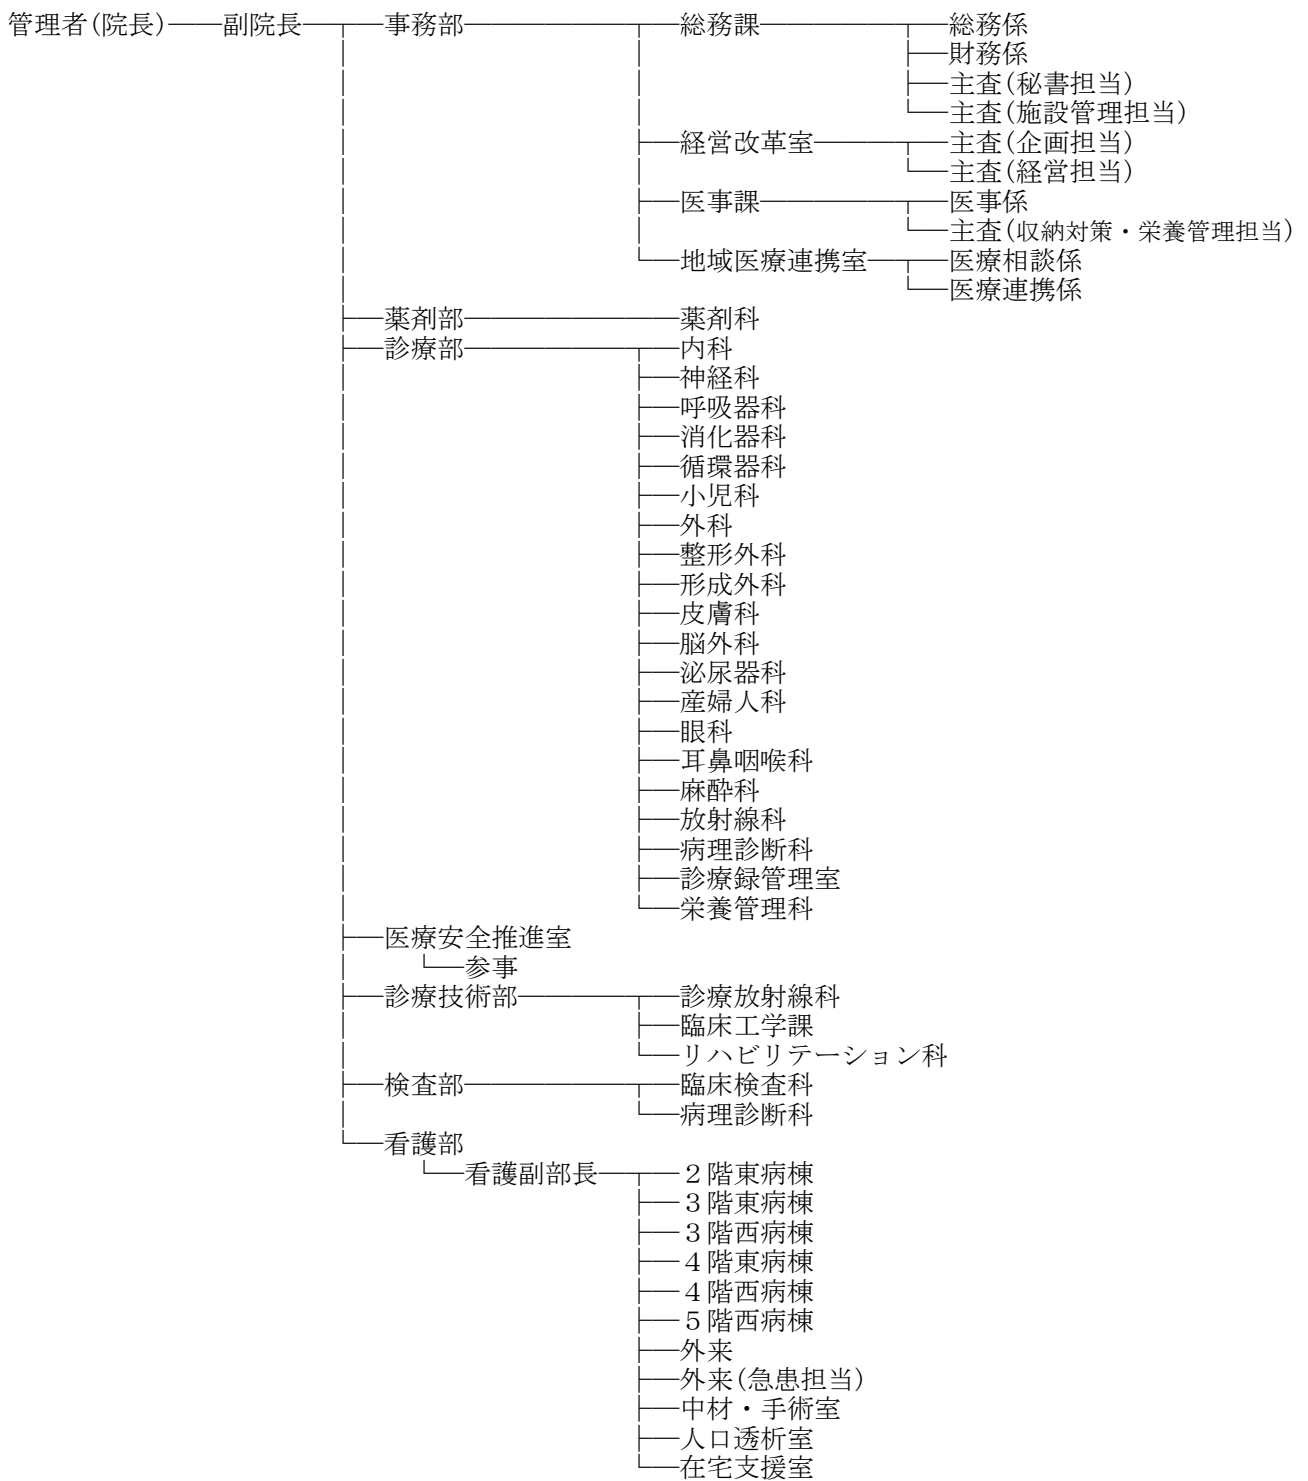 管理者(院長) 副院長 事務部 総務課 総務係
財務係
主査(秘書担当)
主査(施設管理担当)
経営改革室 主査(企画担当)
主査(経営担当)
医事課 医事係
主査(収納対策・栄養管理担当)
地域医療連携室 医療相談係
医療連携係
薬剤部 薬剤科
診療部 内科
神経科
呼吸器科
消化器科
循環器科
小児科
外科
整形外科
形成外科
皮膚科
脳外科
泌尿器科
産婦人科
眼科
耳鼻咽喉科
麻酔科
放射線科
病理診断科
診療録管理室
栄養管理科
医療安全推進室
参事
診療技術部 診療放射線科
臨床工学課
リハビリテーション科
検査部 臨床検査科
病理診断科
看護部
看護副部長 2階東病棟
3階東病棟
3階西病棟
4階東病棟
4階西病棟
5階西病棟
外来
外来(急患担当)
中材・手術室
人口透析室
在宅支援室